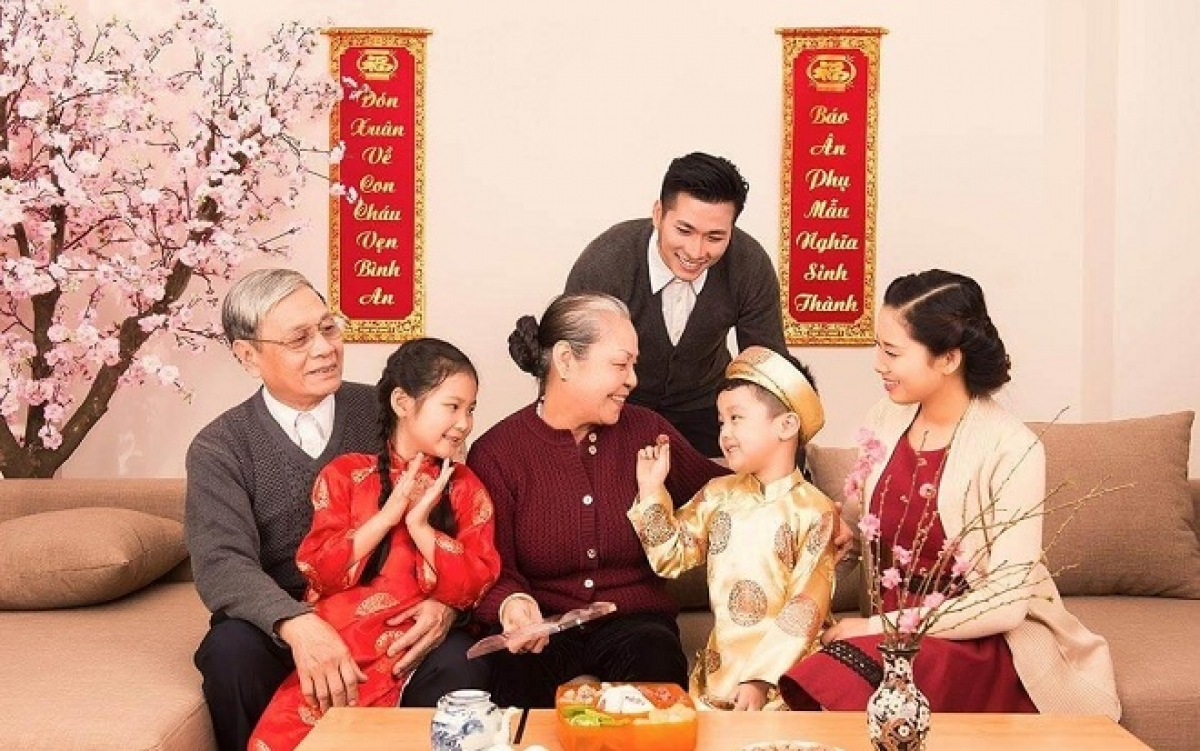 Đón
Xuân
Về
Con
Cháu
Vẹn
Bình
An
Báo
Ân
Phụ
Mẫu
Nghĩa
Sinh
Thành